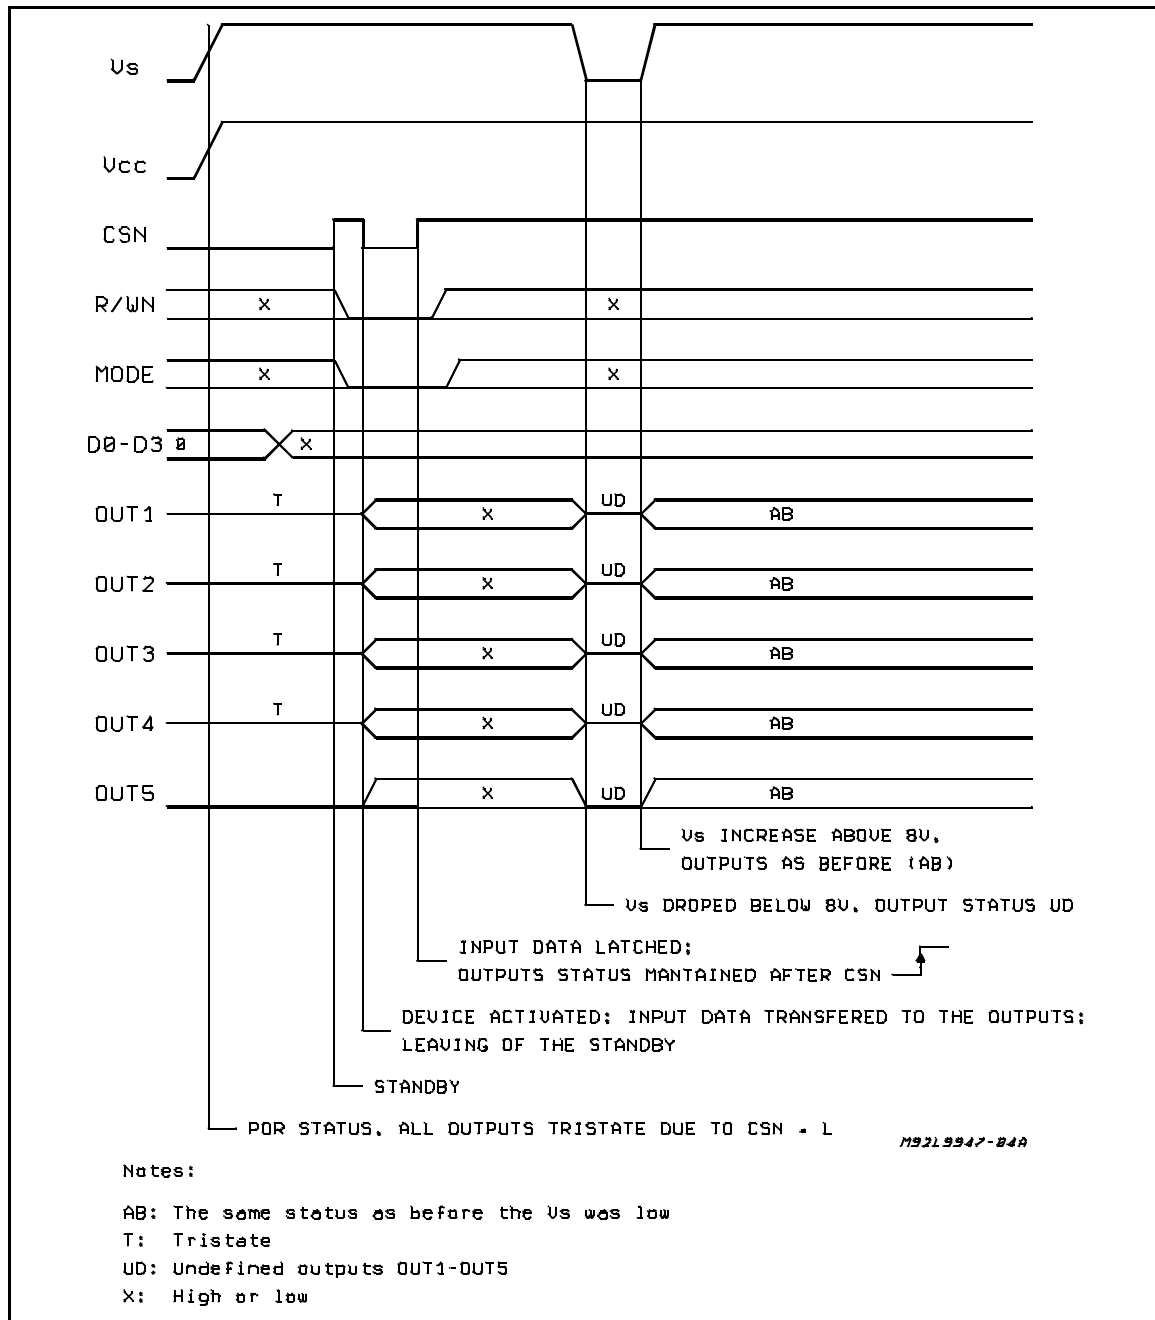 Vs
Vcc
CSN
R/WN X X
MODE X X
D0-D3 0 X
T UD
OUT1 X AB
T UD
OUT2 X AB
T UD
OUT3 X AB
T UD
OUT4 X AB
OUT5 X UD AB
Vs INCREASE ABOVE 8V.
OUTPUTS AS BEFORE (AB)
Vs DROPED BELOW 8V. OUTPUT STATUS UD
INPUT DATA LATCHED;
OUTPUTS STATUS MANTAINED AFTER CSN
DEVICE ACTIVATED; INPUT DATA TRANSFERED TO THE OUTPUTS;
LEAVING OF THE STANDBY
STANDBY
POR STATUS. ALL OUTPUTS TRISTATE DUE TO CSN = L
M92L9947-04A
Notes:
AB: The same status as before the Vs was low
T: Tristate
UD: Undefined outputs OUT1-OUT5
X: High or low